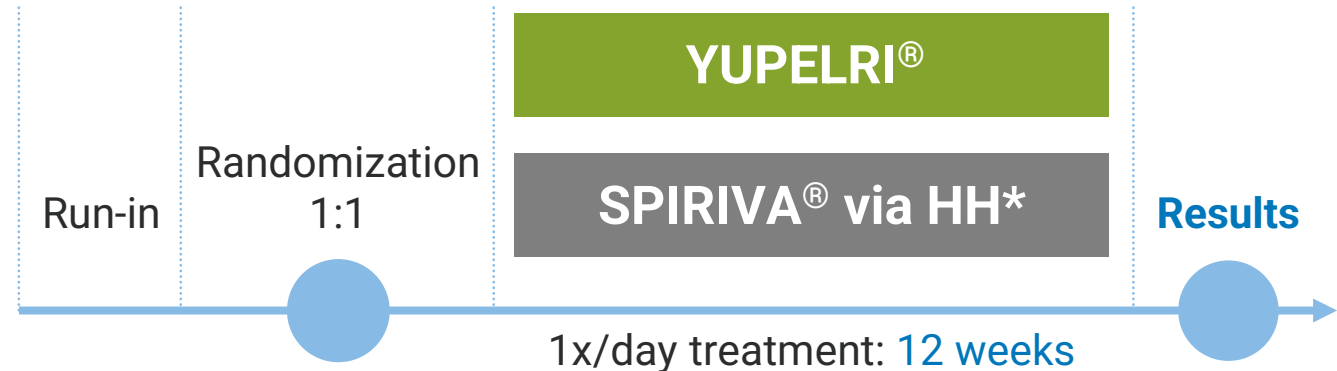 YUPELRI®
Run-in
Randomization
1:1
SPIRIVA® via HH*
Results
1x/day treatment: 12 weeks